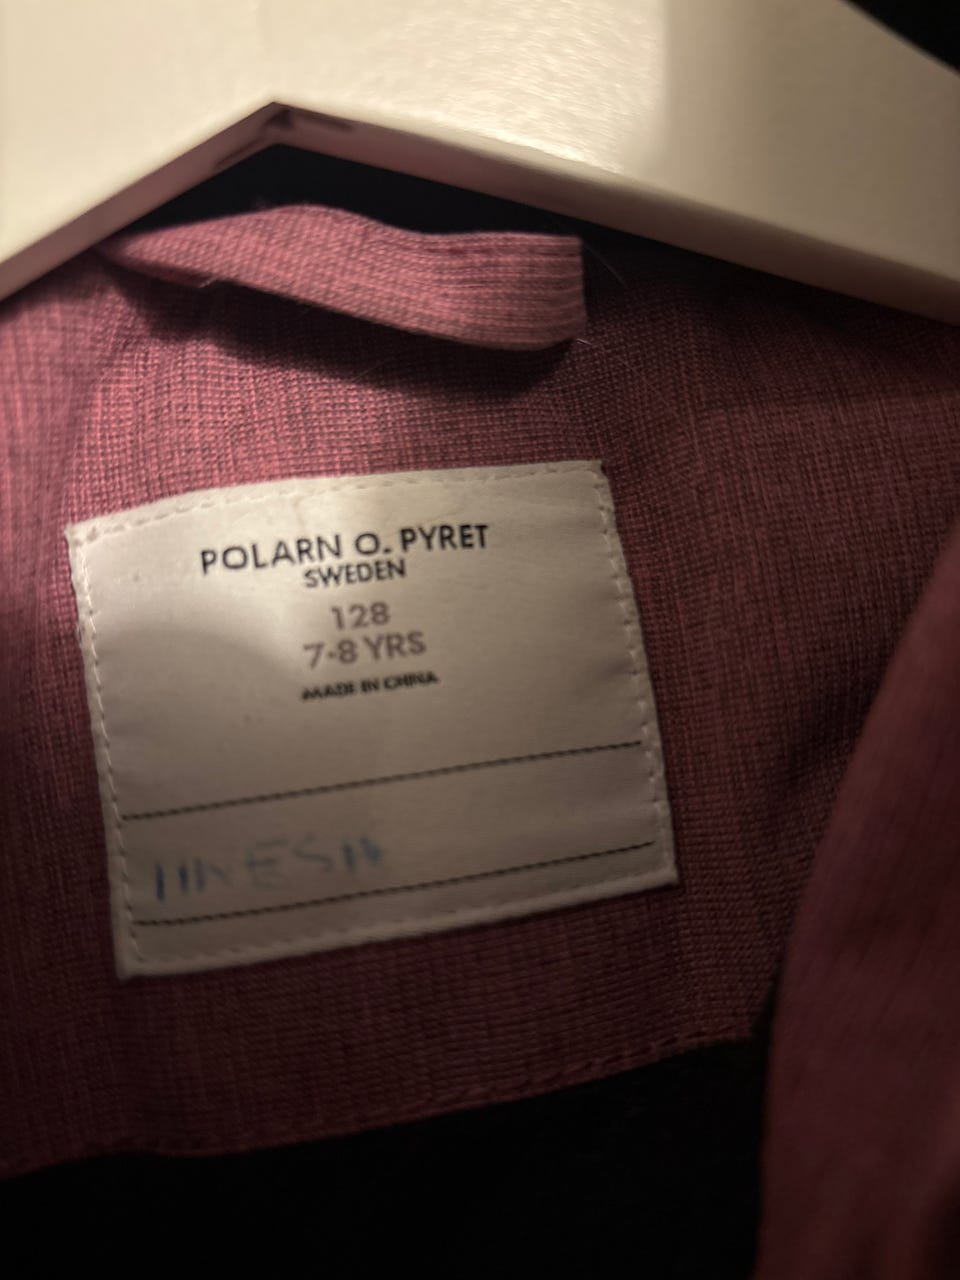 POLARN O. PYRET
SWEDEN
128
7-8 YRS
MADE IN CHINA